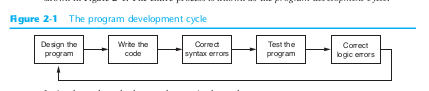 Figure 2-1 The program development cycle
Design the
program
Write the
code
Correct
syntax errors
Test the
program
Correct
logic errors